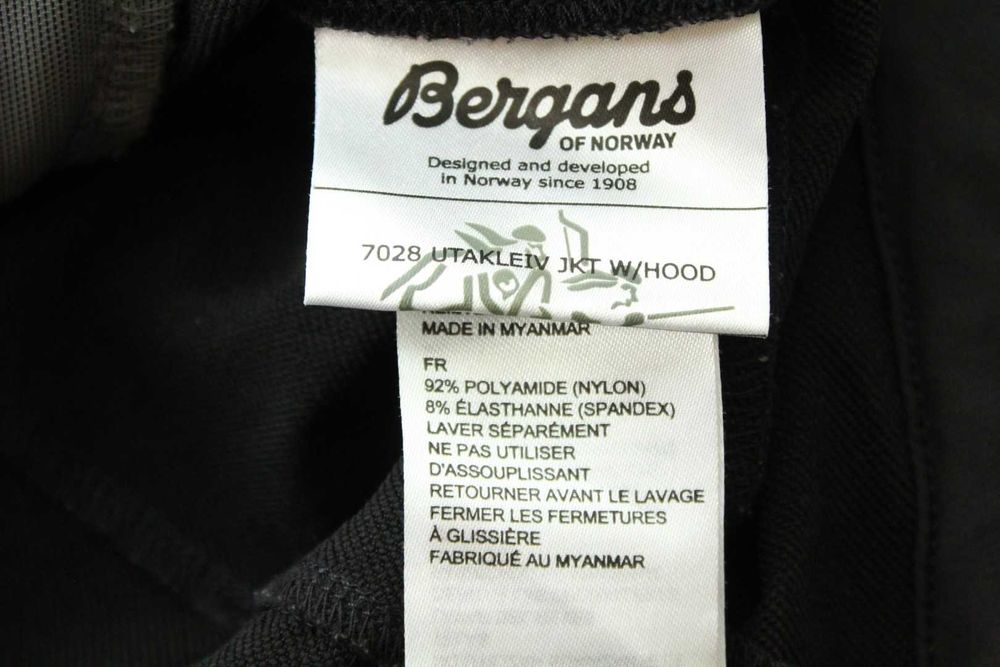 Bergans
OF NORWAY
Designed and developed
in Norway since 1908
7028 UTAKLEIV JKT W/HOOD
MADE IN MYANMAR
FR
92% POLYAMIDE (NYLON)
8% ÉLASTHANNE (SPANDEX)
LAVER SÉPARÉMENT
NE PAS UTILISER
D'ASSOUPLISSANT
RETOURNER AVANT LE LAVAGE
FERMER LES FERMETURES
À GLISSIÈRE
FABRIQUÉ AU MYANMAR